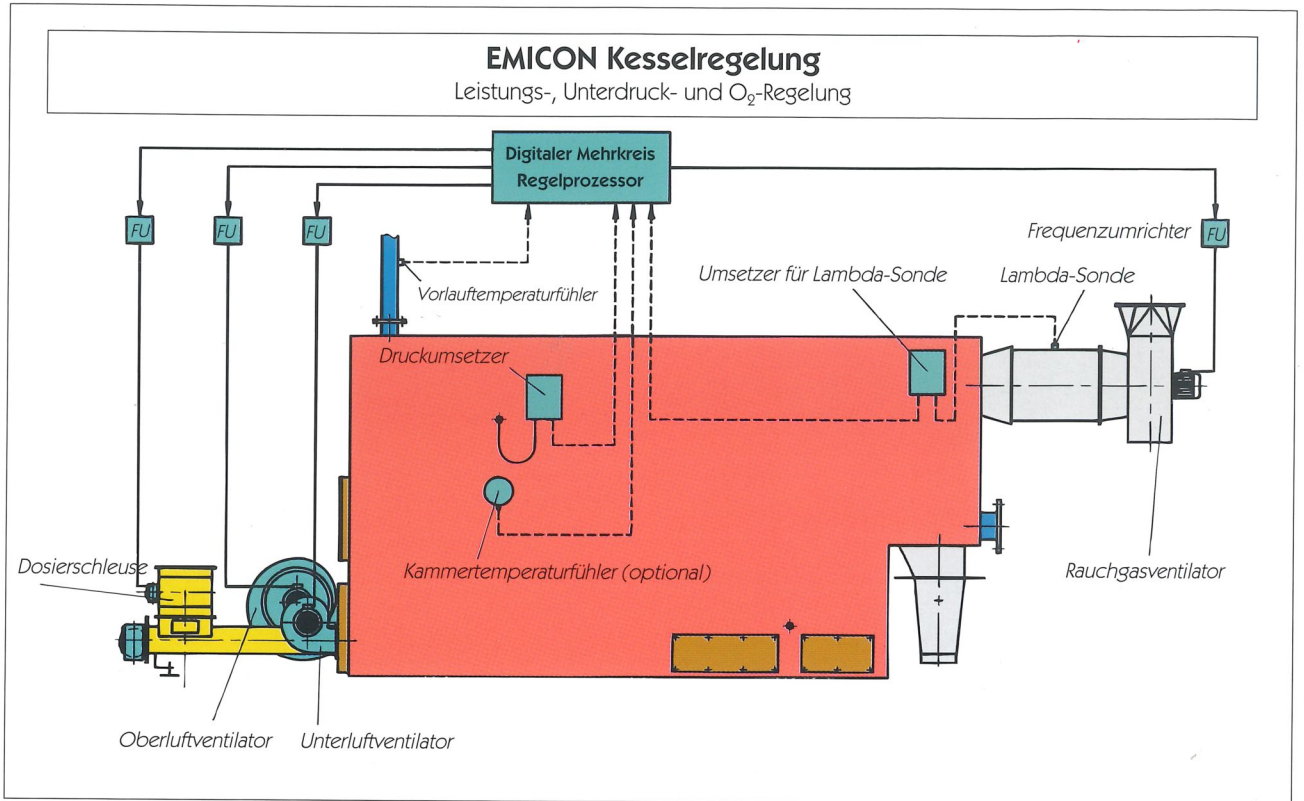 EMICON Kesselregelung
Leistungs-, Unterdruck- und O₂-Regelung
Digitaler Mehrkreis
Regelprozessor
FU
FU
FU
Frequenzumrichter
FU
Vorlauftemperaturfühler
Umsetzer für Lambda-Sonde
Lambda-Sonde
Druckumsetzer
Dosierschleuse
Kammertemperaturfühler (optional)
Rauchgasventilator
Oberluftventilator
Unterluftventilator